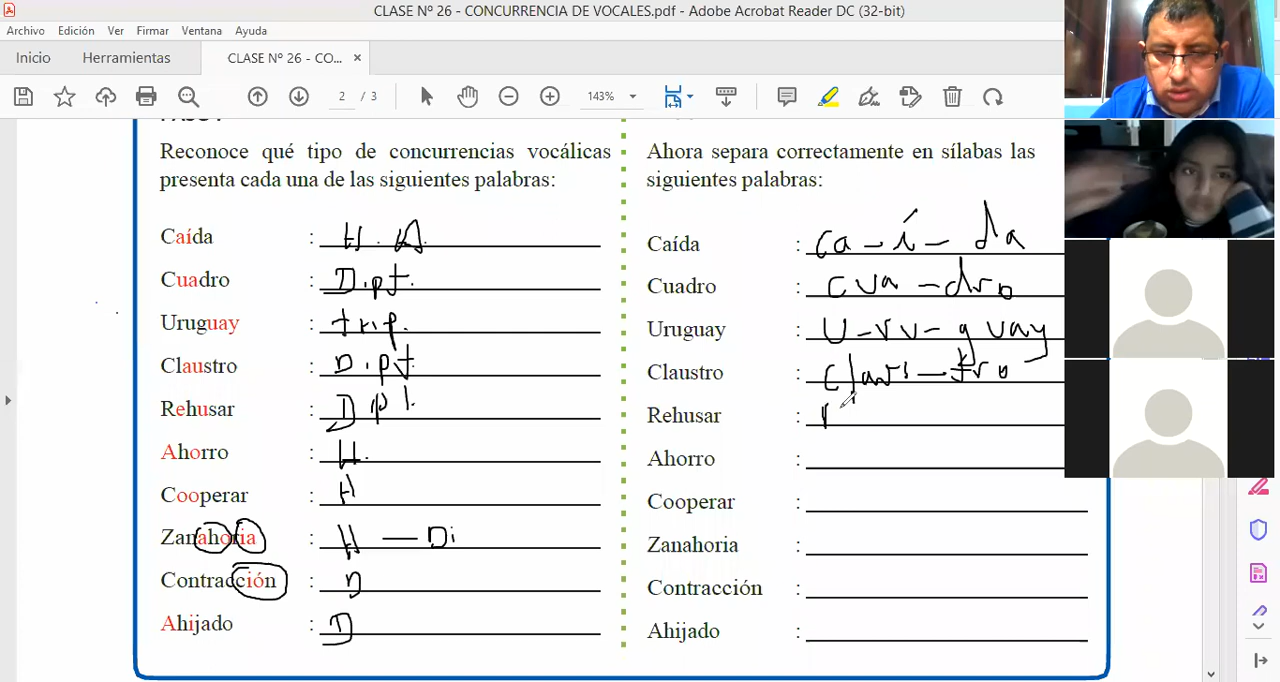 CLASE Nº 26 - CONCURRENCIA DE VOCALES.pdf - Adobe Acrobat Reader DC (32-bit)
Archivo Edición Ver Firmar Ventana Ayuda
Inicio Herramientas CLASE Nº 26 - CO... ×
2 / 3 143%
Reconoce qué tipo de concurrencias vocálicas
presenta cada una de las siguientes palabras:
Caída : H. A.
Cuadro : D.pt.
Uruguay : trip.
Claustro : D.pt.
Rehusar : D pt.
Ahorro : H.
Cooperar : H
Zanahoria : H — Di
Contracción : D
Ahijado : D
Ahora separa correctamente en sílabas las
siguientes palabras:
Caída : Ca - í - da
Cuadro : cua - dro
Uruguay : U - ru - guay
Claustro : Claus - tro
Rehusar : r
Ahorro :
Cooperar :
Zanahoria :
Contracción :
Ahijado :